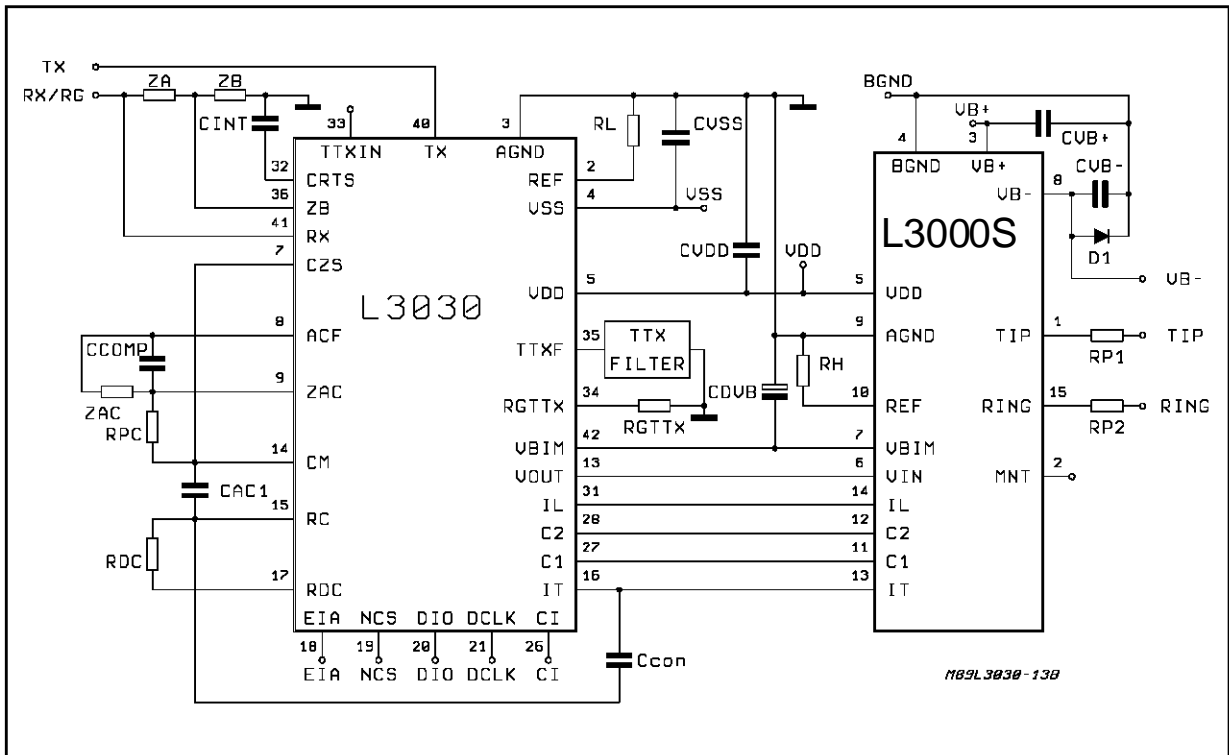 TX
RX/RG
ZA
ZB
CINT
33
40
3
TTXIN
TX
AGND
RL
CVSS
BGND
VB+
4
3
CVB+
BGND
VB+
CVB-
32
CRTS
36
ZB
41
RX
7
CZS
REF
2
VSS
4
VSS
VB-
8
L3000S
D1
VB-
CVDD
VDD
L3030
VDD
5
5
VDD
8
ACF
CCOMP
9
ZAC
ZAC
RPC
14
CM
CAC1
15
RC
RDC
17
RDC
TTXF
35
TTX
FILTER
RGTTX
34
RGTTX
CDVB
RH
9
AGND
10
REF
TIP
1
RP1
TIP
RING
15
RP2
RING
VBIM
42
7
VBIM
VOUT
13
6
VIN
MNT
2
IL
31
14
IL
C2
28
12
C2
C1
27
11
C1
IT
16
13
IT
EIA NCS DIO DCLK CI
18 19 20 21 26
EIA NCS DIO DCLK CI
Ccon
M89L3030-13B